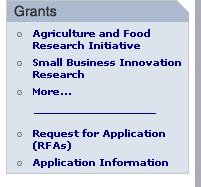 Grants
Agriculture and Food
Research Initiative
Small Business Innovation
Research
More...
Request for Application
(RFAs)
Application Information